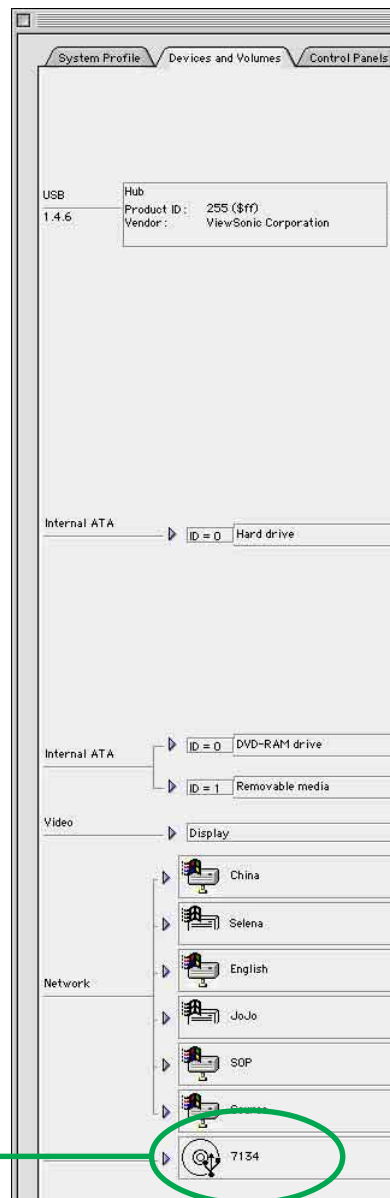 System Profile Devices and Volumes Control Panels
USB
1.4.6
Hub
Product ID: 255 ($ff)
Vendor: ViewSonic Corporation
Internal ATA
ID = 0 Hard drive
Internal ATA
ID = 0 DVD-RAM drive
ID = 1 Removable media
Video
Display
Network
China
Selena
English
JoJo
SOP
7134